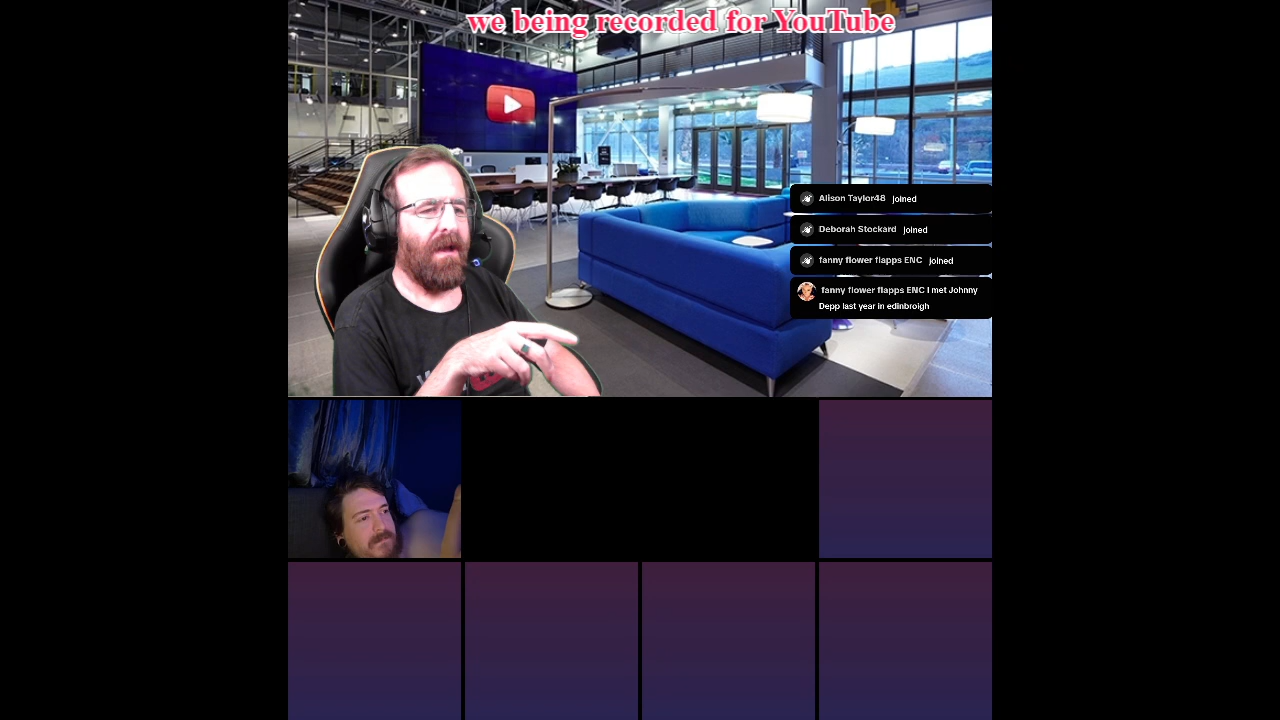 we being recorded for YouTube
Alison Taylor48 joined
Deborah Stockard joined
fanny flower flapps ENC joined
fanny flower flapps ENC I met Johnny
Depp last year in edinbroigh